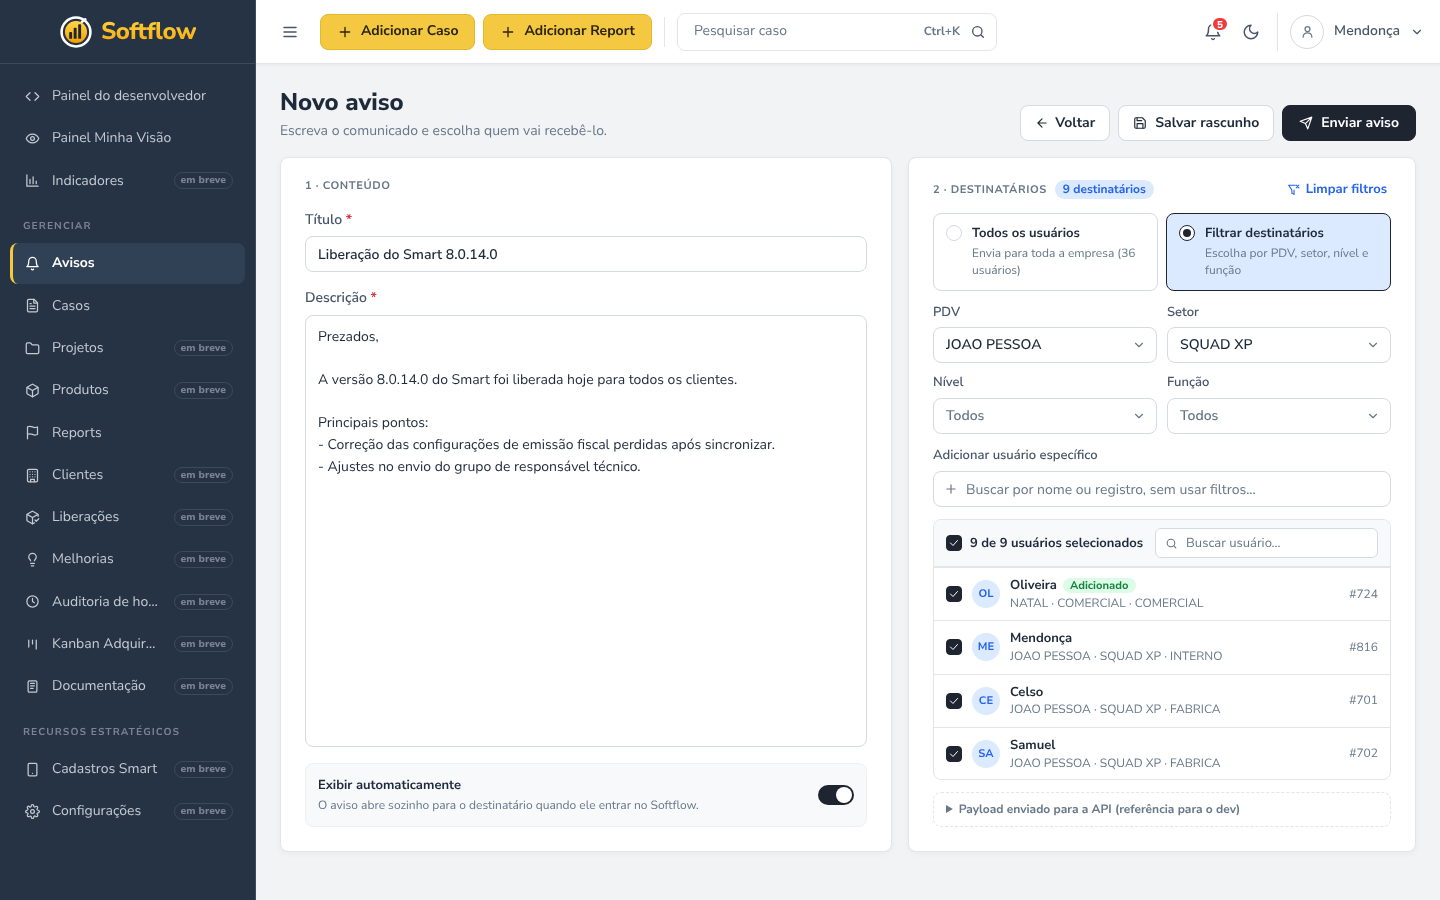 Softflow
Painel do desenvolvedor
Painel Minha Visão
Indicadores em breve
GERENCIAR
Avisos
Casos
Projetos em breve
Produtos em breve
Reports
Clientes em breve
Liberações em breve
Melhorias em breve
Auditoria de ho... em breve
Kanban Adquir... em breve
Documentação em breve
RECURSOS ESTRATÉGICOS
Cadastros Smart em breve
Configurações em breve
Adicionar Caso
Adicionar Report
Pesquisar caso Ctrl+K
5
Mendonça
Novo aviso
Escreva o comunicado e escolha quem vai recebê-lo.
Voltar
Salvar rascunho
Enviar aviso
1 · CONTEÚDO
Título *
Liberação do Smart 8.0.14.0
Descrição *
Prezados,
A versão 8.0.14.0 do Smart foi liberada hoje para todos os clientes.
Principais pontos:
- Correção das configurações de emissão fiscal perdidas após sincronizar.
- Ajustes no envio do grupo de responsável técnico.
Exibir automaticamente
O aviso abre sozinho para o destinatário quando ele entrar no Softflow.
2 · DESTINATÁRIOS 9 destinatários
Limpar filtros
Todos os usuários
Envia para toda a empresa (36
usuários)
Filtrar destinatários
Escolha por PDV, setor, nível e
função
PDV
JOAO PESSOA
Setor
SQUAD XP
Nível
Todos
Função
Todos
Adicionar usuário específico
Buscar por nome ou registro, sem usar filtros...
9 de 9 usuários selecionados
Buscar usuário...
OL
Oliveira Adicionado
NATAL · COMERCIAL · COMERCIAL
#724
ME
Mendonça
JOAO PESSOA · SQUAD XP · INTERNO
#816
CE
Celso
JOAO PESSOA · SQUAD XP · FABRICA
#701
SA
Samuel
JOAO PESSOA · SQUAD XP · FABRICA
#702
Payload enviado para a API (referência para o dev)